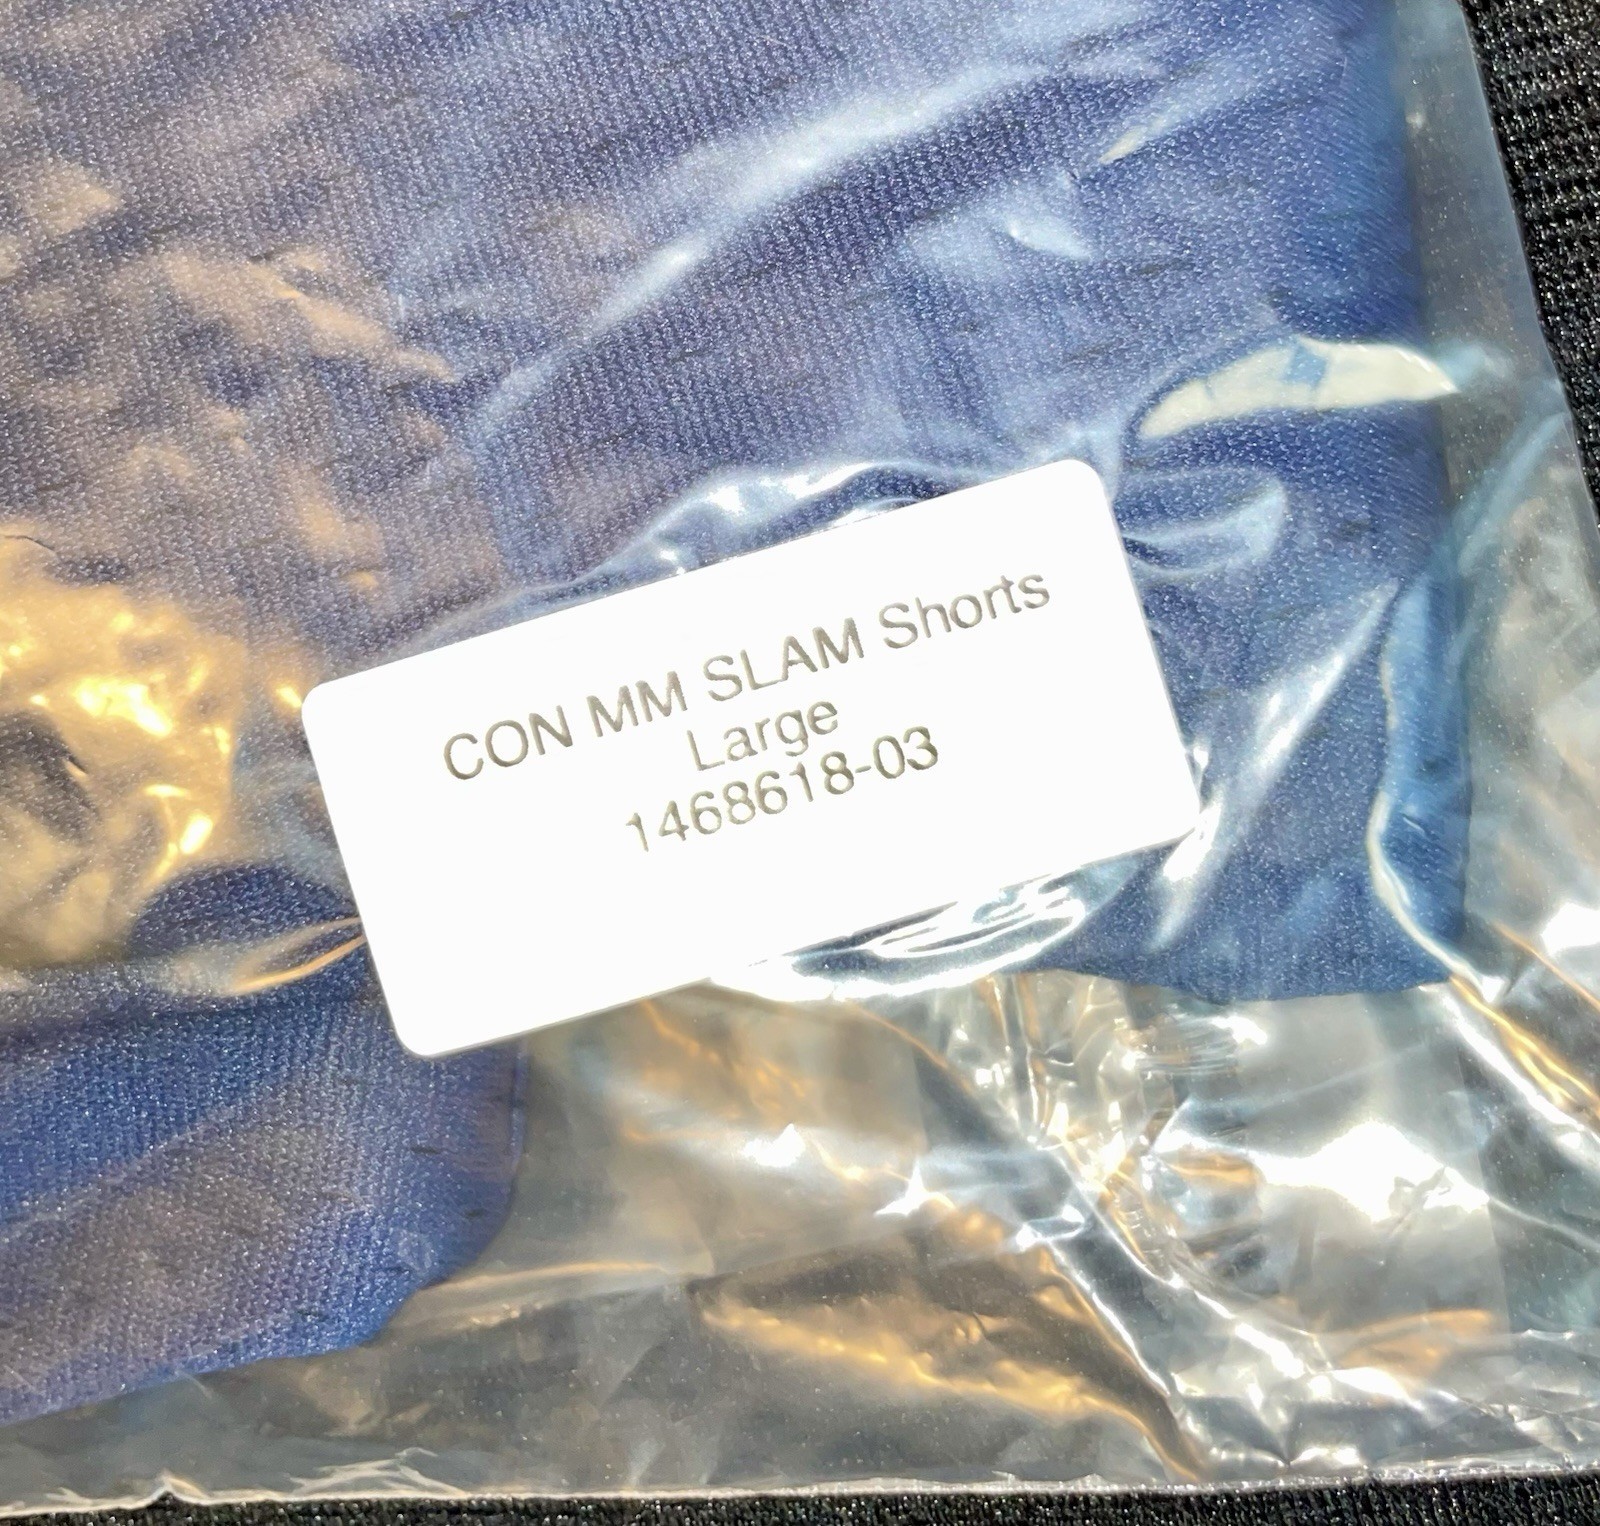 CON MM SLAM Shorts
Large
1468618-03